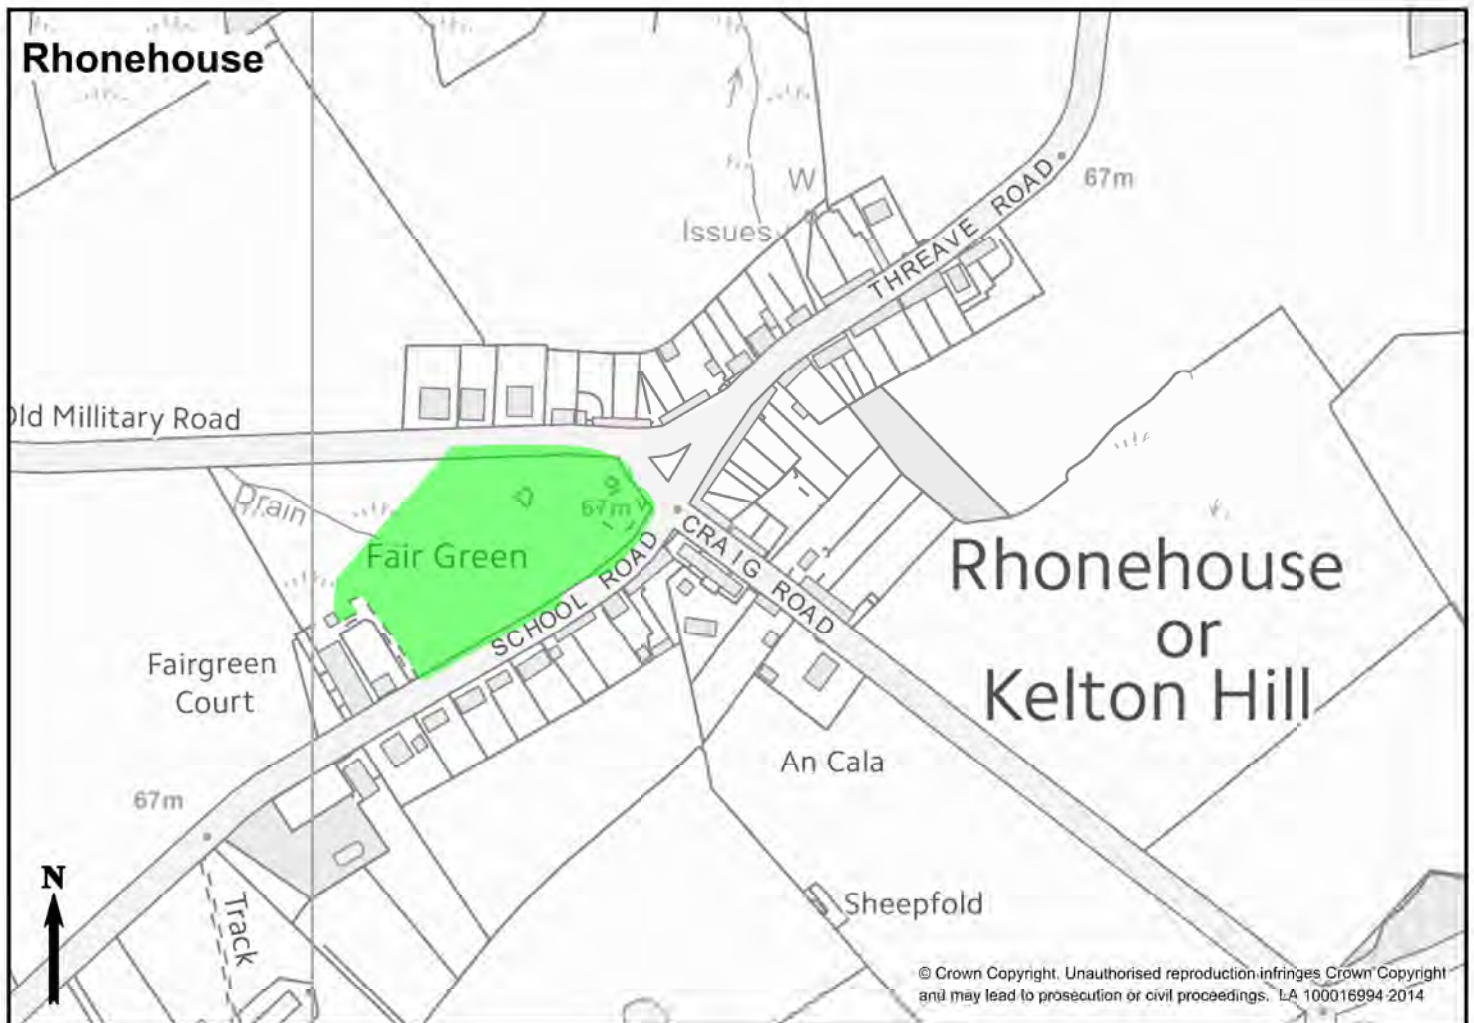 Rhonehouse
W
67m
Issues
THREAVE ROAD
ld Millitary Road
Drain
67m
Fair Green
CRAIG ROAD
SCHOOL ROAD
Rhonehouse
or
Kelton Hill
Fairgreen
Court
An Cala
67m
N
Track
Sheepfold
© Crown Copyright. Unauthorised reproduction infringes Crown Copyright
and may lead to prosecution or civil proceedings. LA 100016994 2014